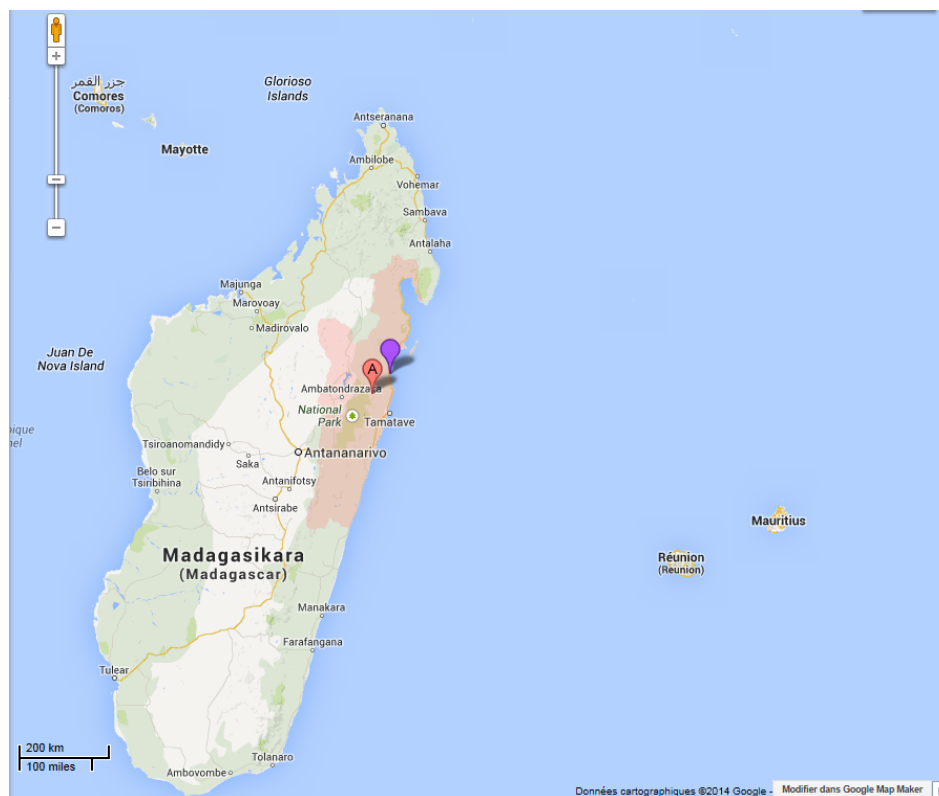 جزر القمر
Comores
(Comoros)
Glorioso
Islands
Mayotte
Antseranana
Ambilobe
Vohemar
Sambava
Antalaha
Majunga
Marovoay
Madirovalo
Juan De
Nova Island
A
Ambatondrazaka
National
Park
Tamatave
Tsiroanomandidy
Antananarivo
Saka
Belo sur
Tsiribihina
Antanifotsy
Antsirabe
Mauritius
Madagasikara
(Madagascar)
Réunion
(Reunion)
Manakara
Farafangana
Tulear
200 km
100 miles
Tolanaro
Ambovombe
Données cartographiques ©2014 Google -
Modifier dans Google Map Maker